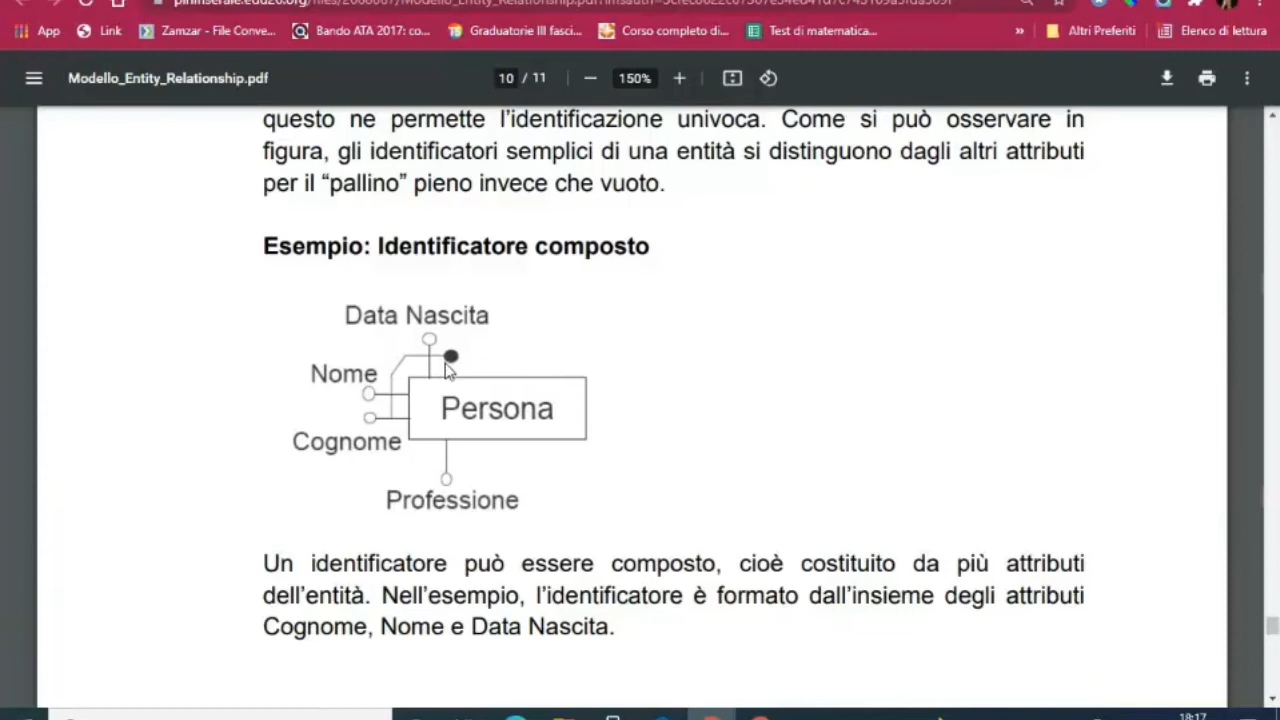 App Link Zamzar - File Conve... Bando ATA 2017: co... Graduatorie III fasci... Corso completo di... Test di matematica... » Altri Preferiti Elenco di lettura
Modello_Entity_Relationship.pdf 10 / 11 150%
questo ne permette l'identificazione univoca. Come si può osservare in
figura, gli identificatori semplici di una entità si distinguono dagli altri attributi
per il “pallino” pieno invece che vuoto.
Esempio: Identificatore composto
Data Nascita
Nome
Persona
Cognome
Professione
Un identificatore può essere composto, cioè costituito da più attributi
dell'entità. Nell'esempio, l'identificatore è formato dall'insieme degli attributi
Cognome, Nome e Data Nascita.
18:17